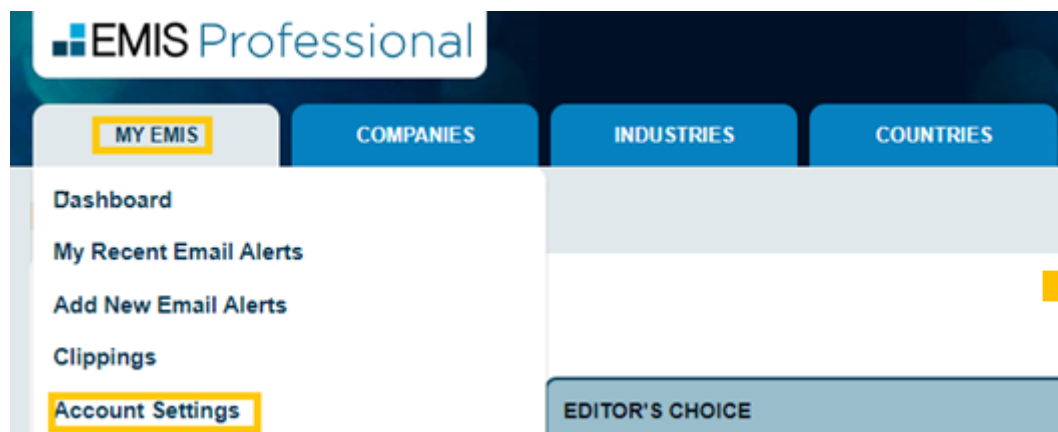 EMIS Professional
MY EMIS COMPANIES INDUSTRIES COUNTRIES
Dashboard
My Recent Email Alerts
Add New Email Alerts
Clippings
Account Settings
EDITOR'S CHOICE